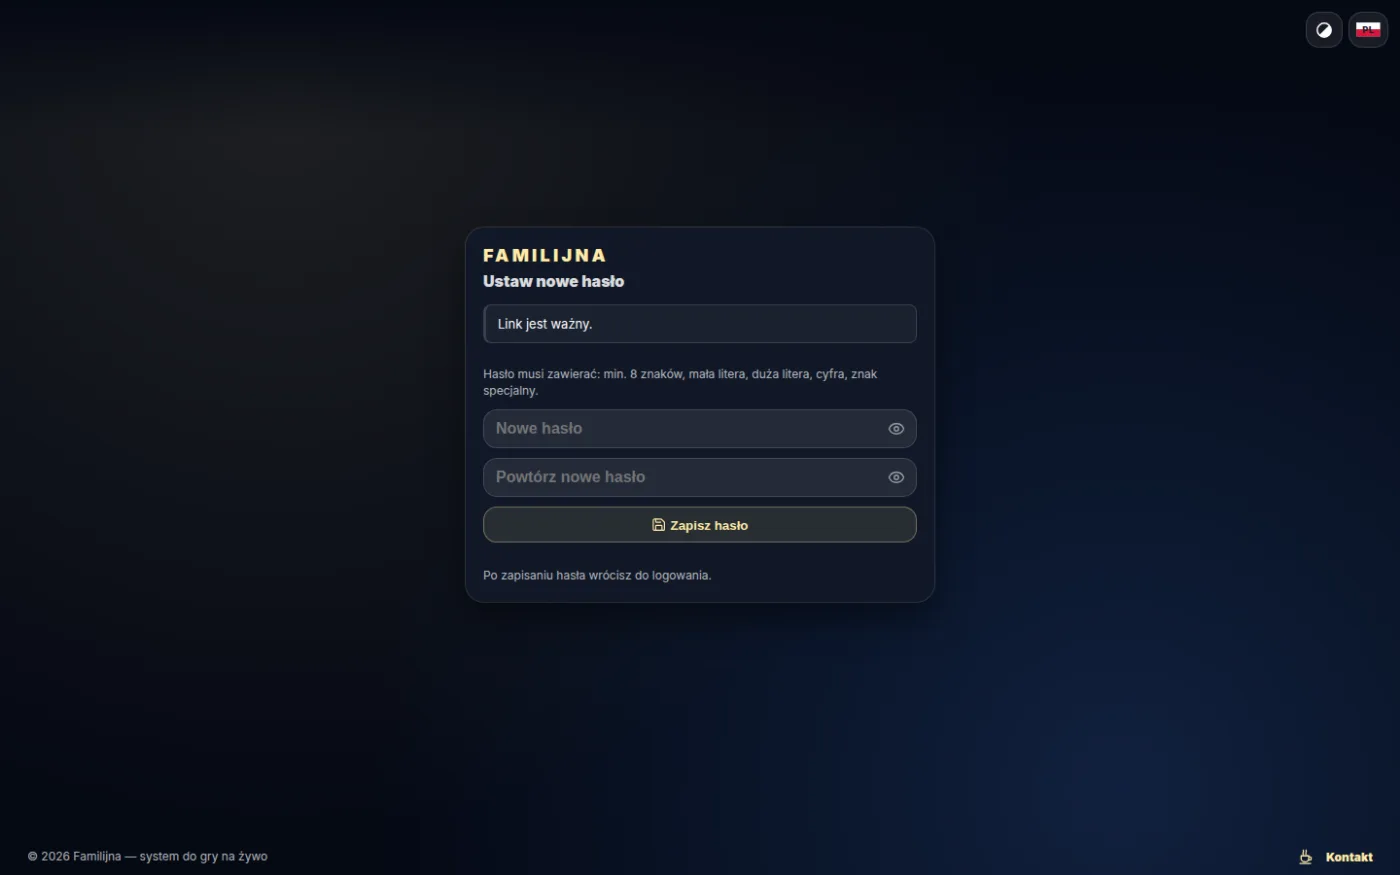 PL
FAMILIJNA
Ustaw nowe hasło
Link jest ważny.
Hasło musi zawierać: min. 8 znaków, mała litera, duża litera, cyfra, znak
specjalny.
Nowe hasło
Powtórz nowe hasło
Zapisz hasło
Po zapisaniu hasła wrócisz do logowania.
© 2026 Familijna — system do gry na żywo
Kontakt